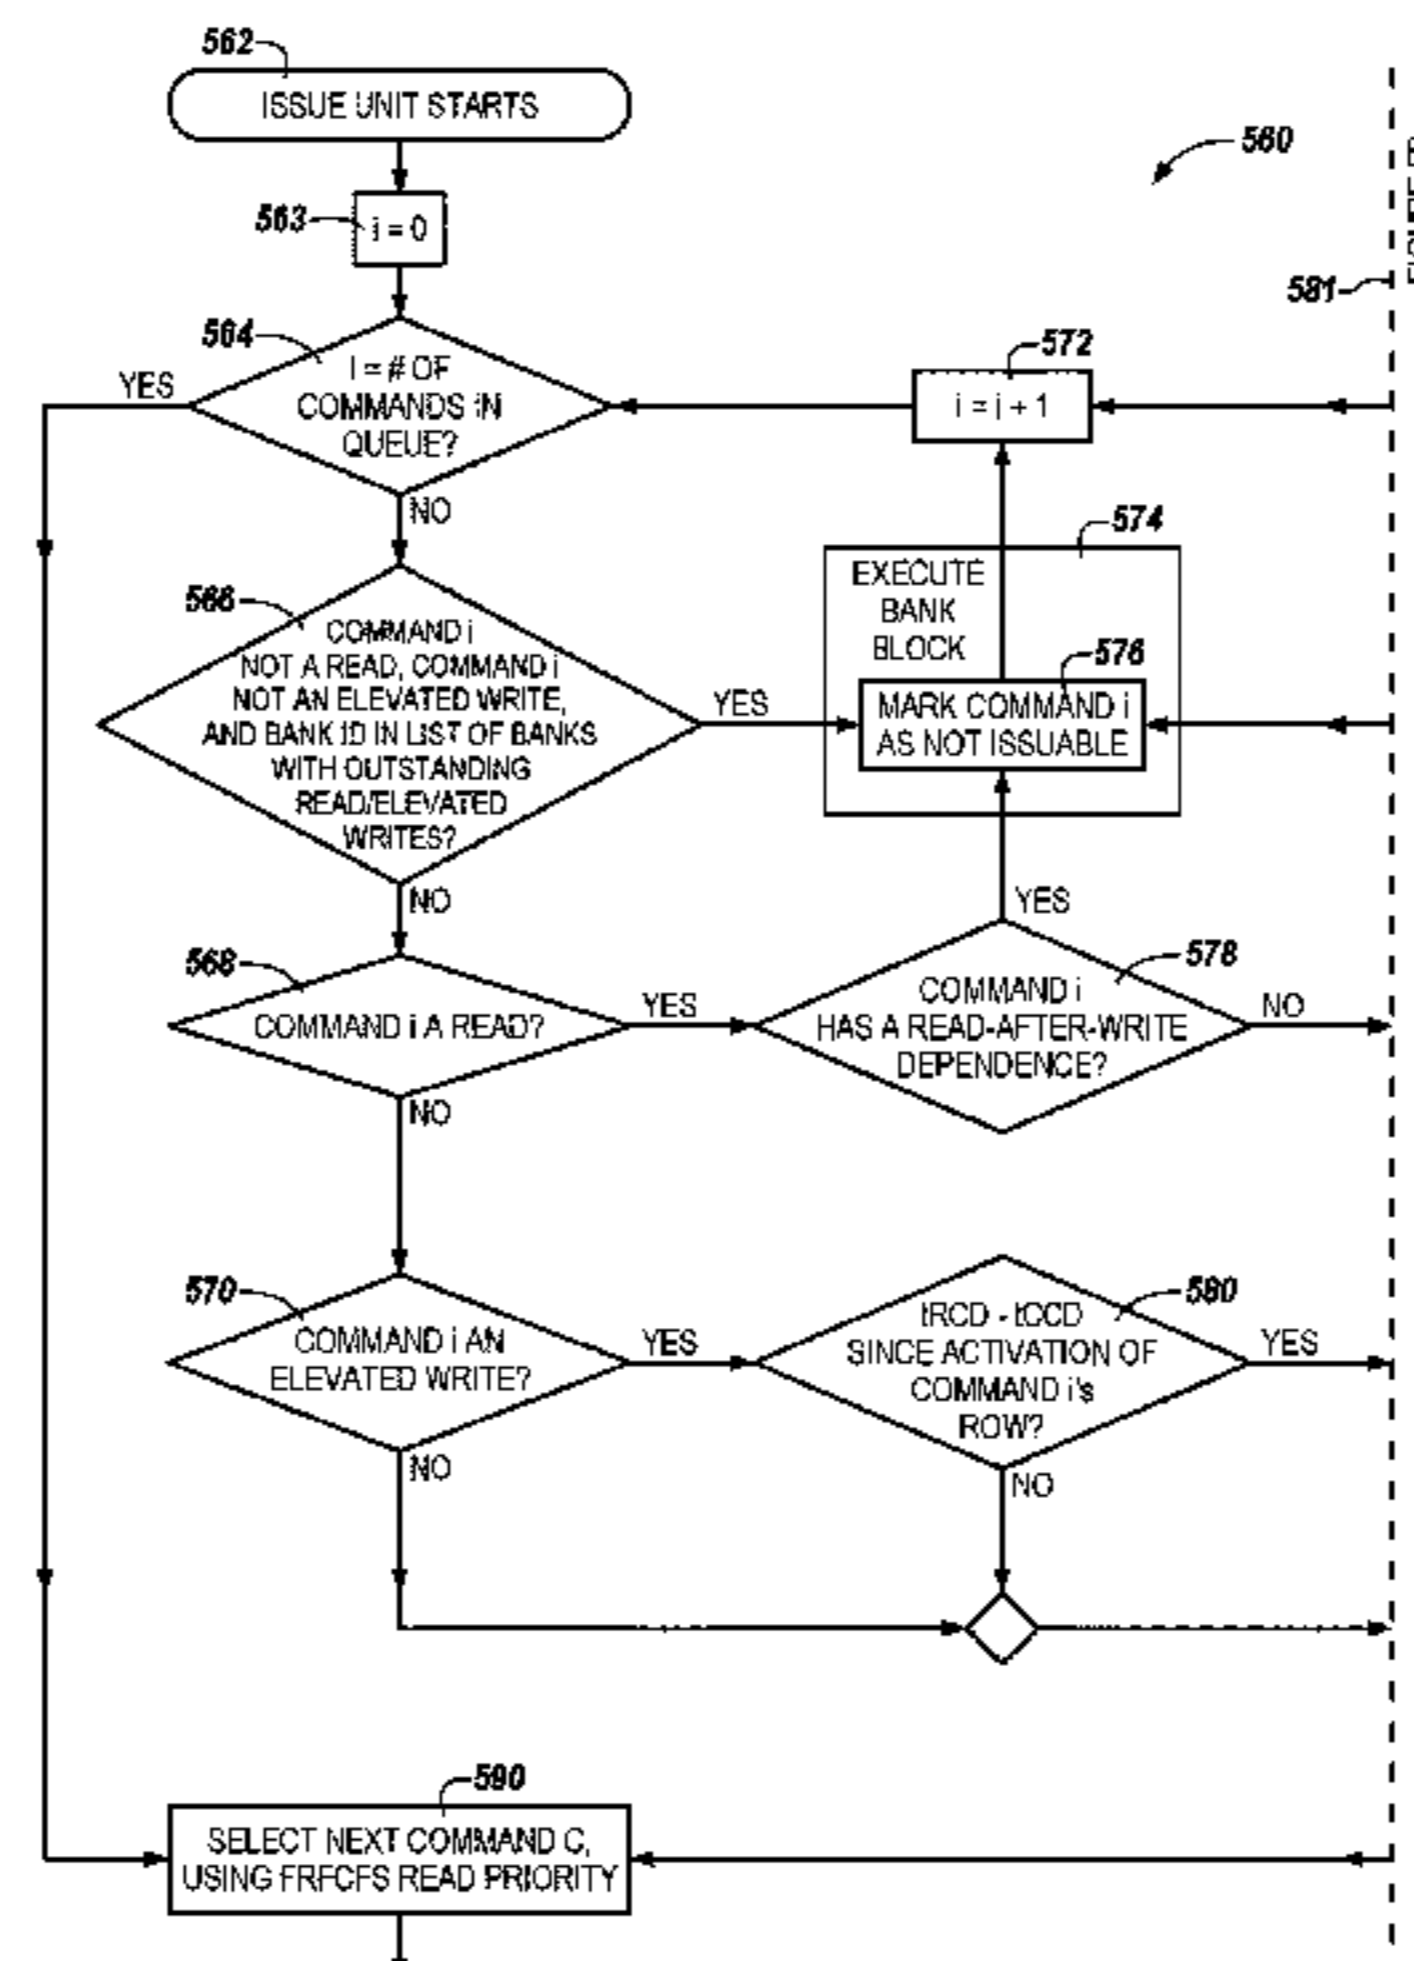 562
ISSUE UNIT STARTS
560
563
i = 0
581
564
i = # OF
COMMANDS IN
QUEUE?
YES
NO
572
i = i + 1
574
EXECUTE
BANK
BLOCK
576
MARK COMMAND i
AS NOT ISSUABLE
566
COMMAND i
NOT A READ, COMMAND i
NOT AN ELEVATED WRITE,
AND BANK ID IN LIST OF BANKS
WITH OUTSTANDING
READ/ELEVATED
WRITES?
YES
NO
568
COMMAND i A READ?
YES
NO
578
COMMAND i
HAS A READ-AFTER-WRITE
DEPENDENCE?
YES
NO
570
COMMAND i AN
ELEVATED WRITE?
YES
NO
580
tRCD - tCCD
SINCE ACTIVATION OF
COMMAND i's
ROW?
YES
NO
590
SELECT NEXT COMMAND C,
USING FRFCFS READ PRIORITY